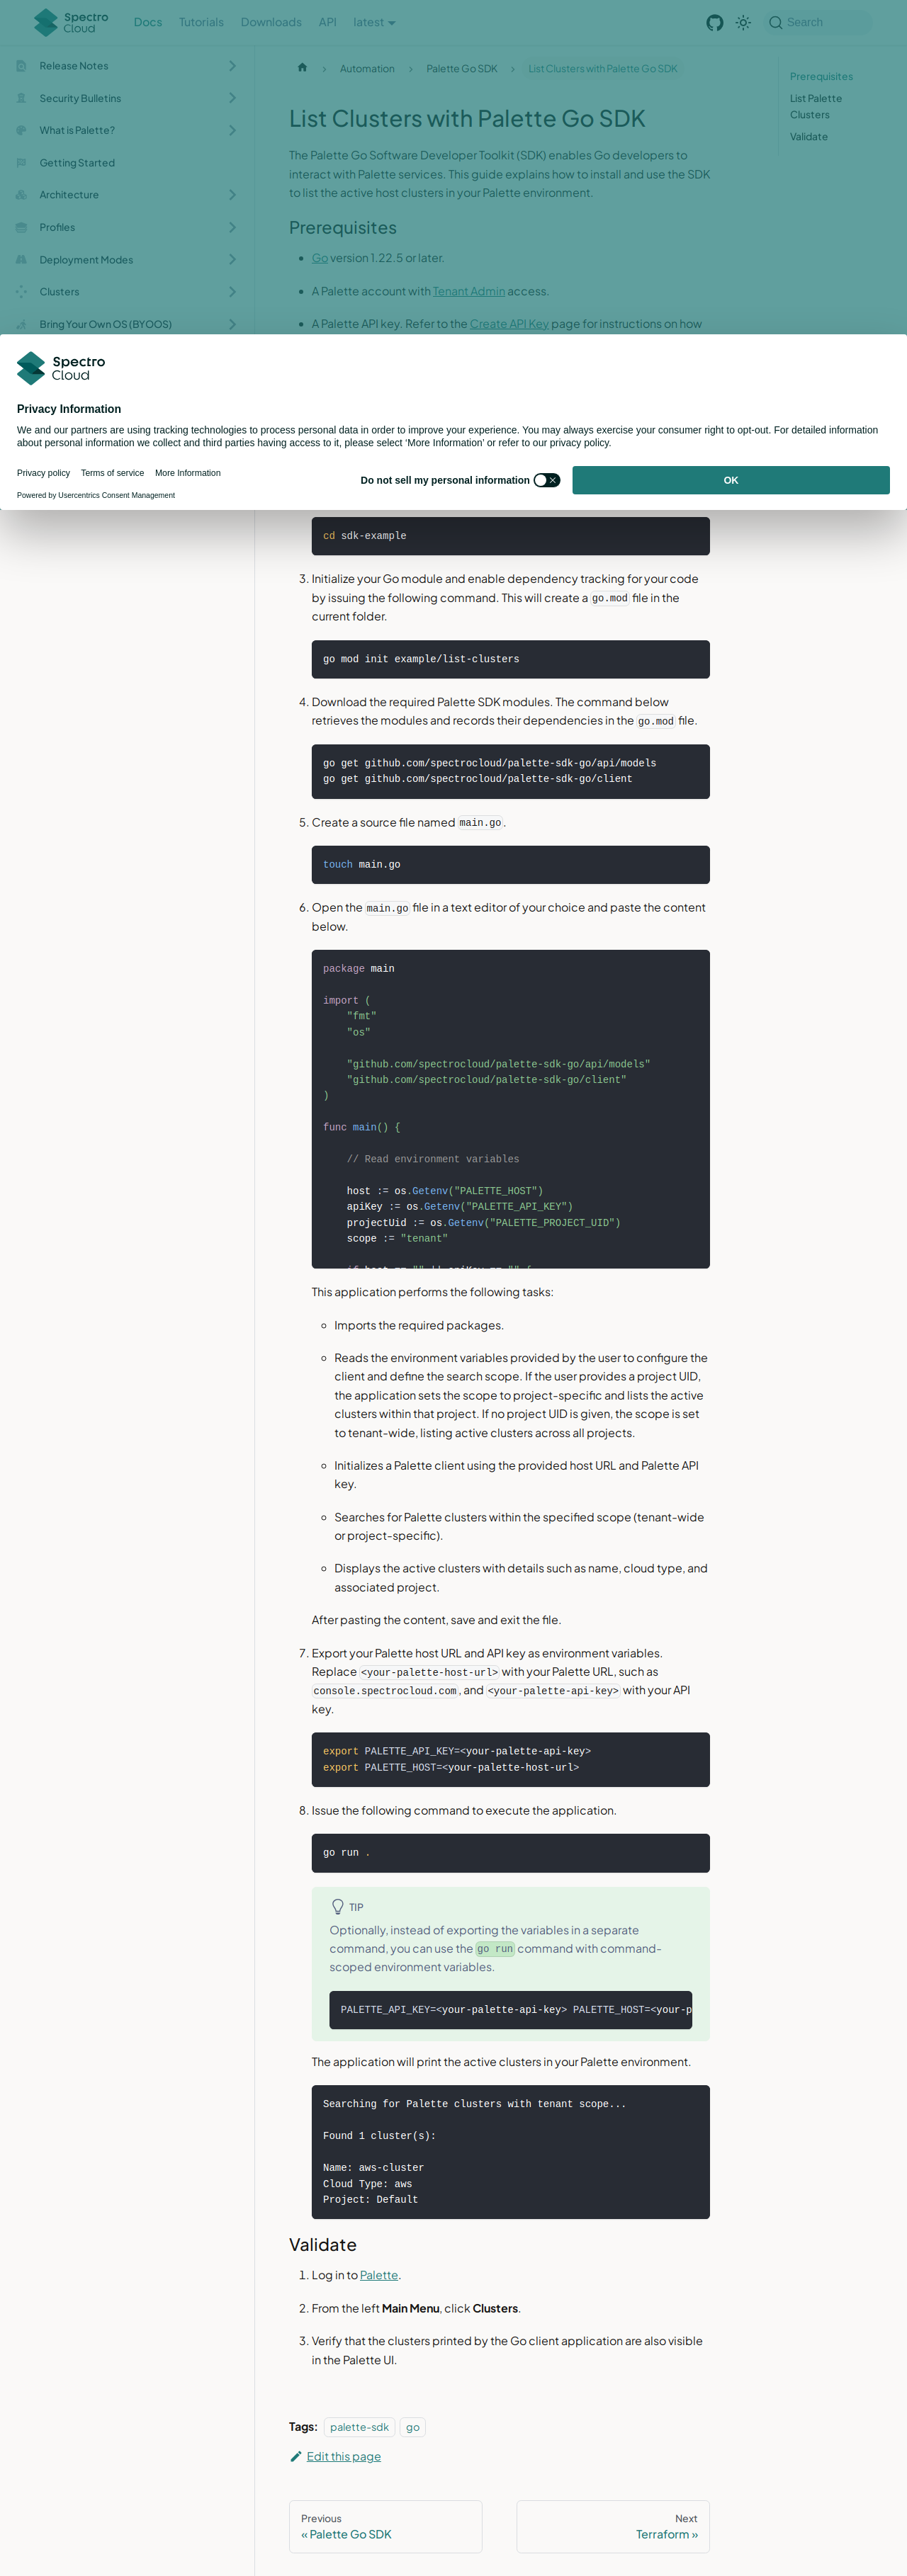 Spectro Cloud
Docs
Tutorials
Downloads
API
latest
Search
Release Notes
Security Bulletins
What is Palette?
Getting Started
Architecture
Profiles
Deployment Modes
Clusters
Bring Your Own OS (BYOOS)
Automation
Palette Go SDK
List Clusters with Palette Go SDK
Prerequisites
List Palette
Clusters
Validate
List Clusters with Palette Go SDK
The Palette Go Software Developer Toolkit (SDK) enables Go developers to
interact with Palette services. This guide explains how to install and use the SDK
to list the active host clusters in your Palette environment.
Prerequisites
Go version 1.22.5 or later.
A Palette account with Tenant Admin access.
A Palette API key. Refer to the Create API Key page for instructions on how
Spectro
Cloud
Privacy Information
We and our partners are using tracking technologies to process personal data in order to improve your experience. You may always exercise your consumer right to opt-out. For detailed information
about personal information we collect and third parties having access to it, please select ‘More Information’ or refer to our privacy policy.
Privacy policy
Terms of service
More Information
Powered by Usercentrics Consent Management
Do not sell my personal information
OK
cd sdk-example
3. Initialize your Go module and enable dependency tracking for your code
by issuing the following command. This will create a go.mod file in the
current folder.
go mod init example/list-clusters
4. Download the required Palette SDK modules. The command below
retrieves the modules and records their dependencies in the go.mod file.
go get github.com/spectrocloud/palette-sdk-go/api/models
go get github.com/spectrocloud/palette-sdk-go/client
5. Create a source file named main.go.
touch main.go
6. Open the main.go file in a text editor of your choice and paste the content
below.
package main
import (
"fmt"
"os"
"github.com/spectrocloud/palette-sdk-go/api/models"
"github.com/spectrocloud/palette-sdk-go/client"
)
func main() {
// Read environment variables
host := os.Getenv("PALETTE_HOST")
apiKey := os.Getenv("PALETTE_API_KEY")
projectUid := os.Getenv("PALETTE_PROJECT_UID")
scope := "tenant"
if host == "" || apiKey == "" {
This application performs the following tasks:
Imports the required packages.
Reads the environment variables provided by the user to configure the
client and define the search scope. If the user provides a project UID,
the application sets the scope to project-specific and lists the active
clusters within that project. If no project UID is given, the scope is set
to tenant-wide, listing active clusters across all projects.
Initializes a Palette client using the provided host URL and Palette API
key.
Searches for Palette clusters within the specified scope (tenant-wide
or project-specific).
Displays the active clusters with details such as name, cloud type, and
associated project.
After pasting the content, save and exit the file.
7. Export your Palette host URL and API key as environment variables.
Replace <your-palette-host-url> with your Palette URL, such as
console.spectrocloud.com, and <your-palette-api-key> with your API
key.
export PALETTE_API_KEY=<your-palette-api-key>
export PALETTE_HOST=<your-palette-host-url>
8. Issue the following command to execute the application.
go run .
TIP
Optionally, instead of exporting the variables in a separate
command, you can use the go run command with command-
scoped environment variables.
PALETTE_API_KEY=<your-palette-api-key> PALETTE_HOST=<your-p
The application will print the active clusters in your Palette environment.
Searching for Palette clusters with tenant scope...
Found 1 cluster(s):
Name: aws-cluster
Cloud Type: aws
Project: Default
Validate
1. Log in to Palette.
2. From the left Main Menu, click Clusters.
3. Verify that the clusters printed by the Go client application are also visible
in the Palette UI.
Tags: palette-sdk go
Edit this page
Previous
« Palette Go SDK
Next
Terraform »